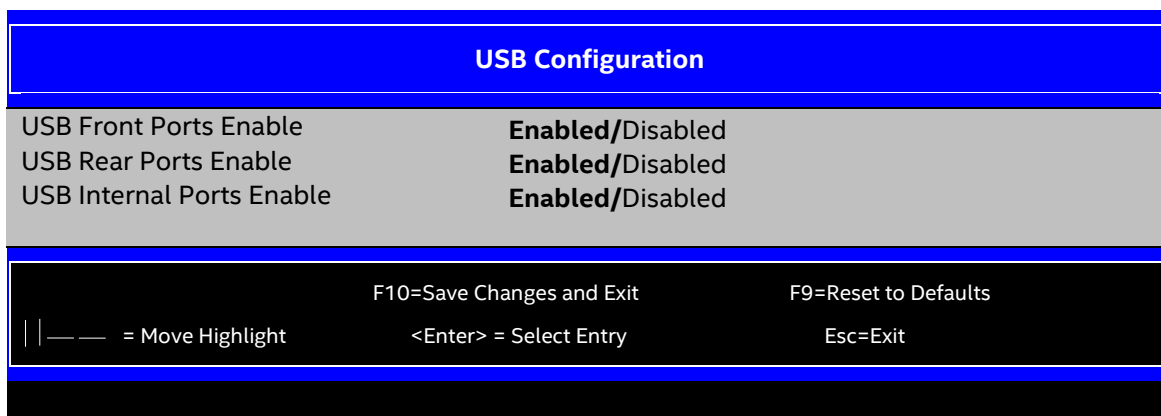 USB Configuration
USB Front Ports Enable Enabled/Disabled
USB Rear Ports Enable Enabled/Disabled
USB Internal Ports Enable Enabled/Disabled
F10=Save Changes and Exit F9=Reset to Defaults
= Move Highlight <Enter> = Select Entry Esc=Exit